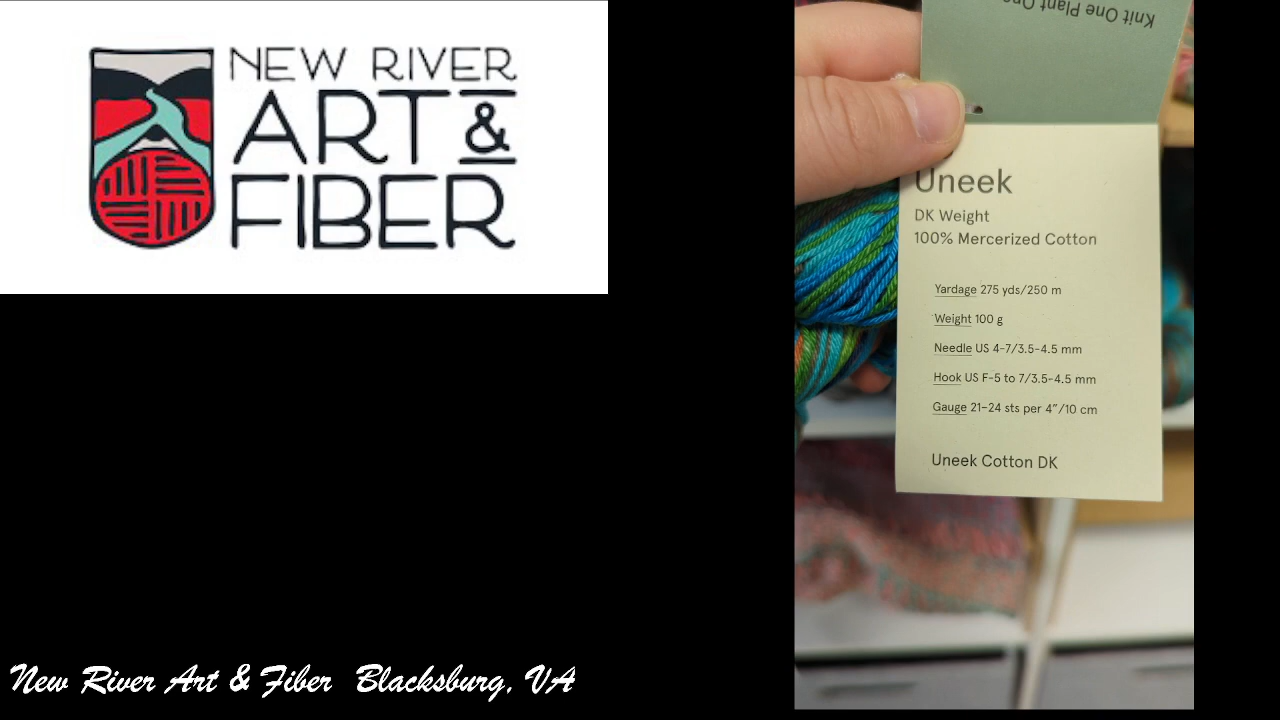 NEW RIVER
ART &
FIBER
Knit One Plant
Uneek
DK Weight
100% Mercerized Cotton
Yardage 275 yds/250 m
Weight 100 g
Needle US 4-7/3.5-4.5 mm
Hook US F-5 to 7/3.5-4.5 mm
Gauge 21-24 sts per 4"/10 cm
Uneek Cotton DK
New River Art & Fiber Blacksburg, VA